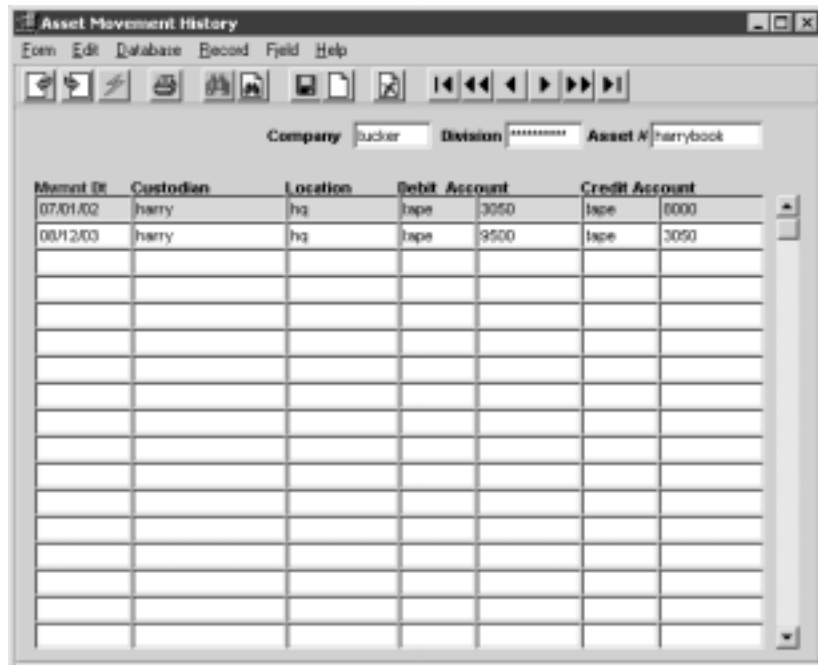 Asset Movement History
Form Edit Database Record Field Help
Company tucker Division ********** Asset # harrybook
Mvmnt Dt Custodian Location Debit Account Credit Account
07/01/02 harry hq tape 3050 tape 8000
08/12/03 harry hq tape 9500 tape 3050